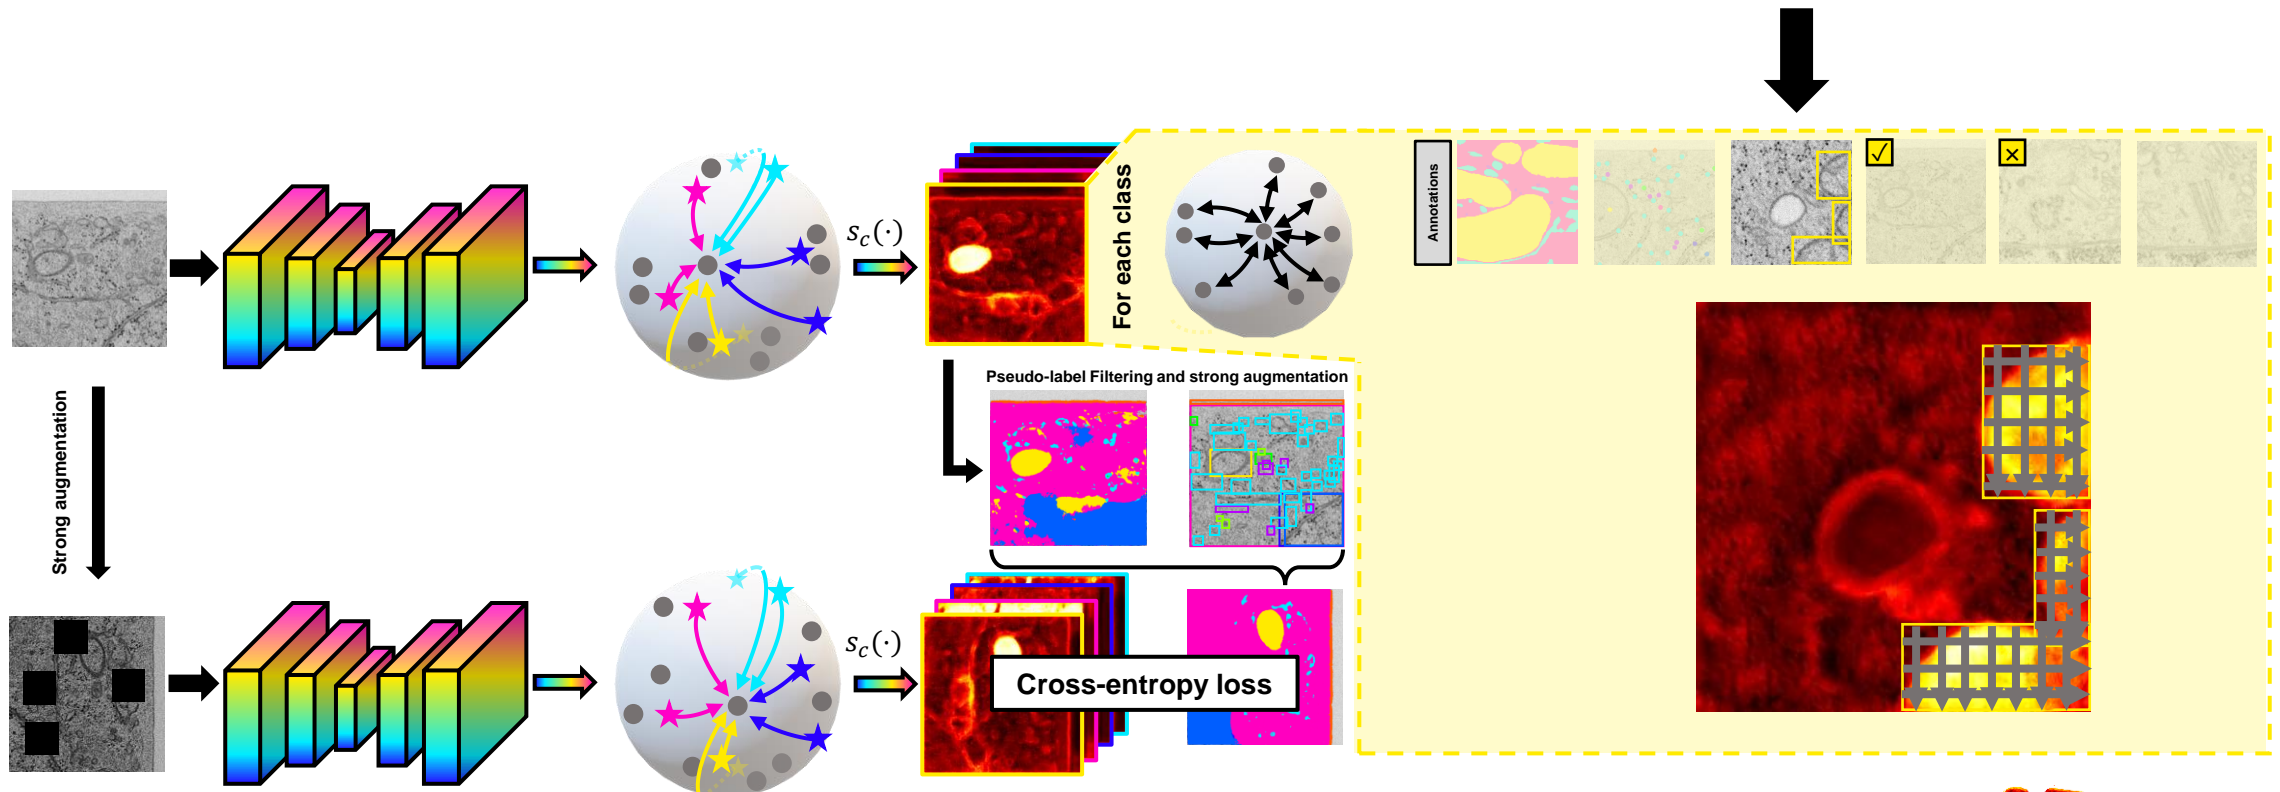 Annotations
✓
×
s_c(·)
For each class
Pseudo-label Filtering and strong augmentation
Strong augmentation
s_c(·)
Cross-entropy loss